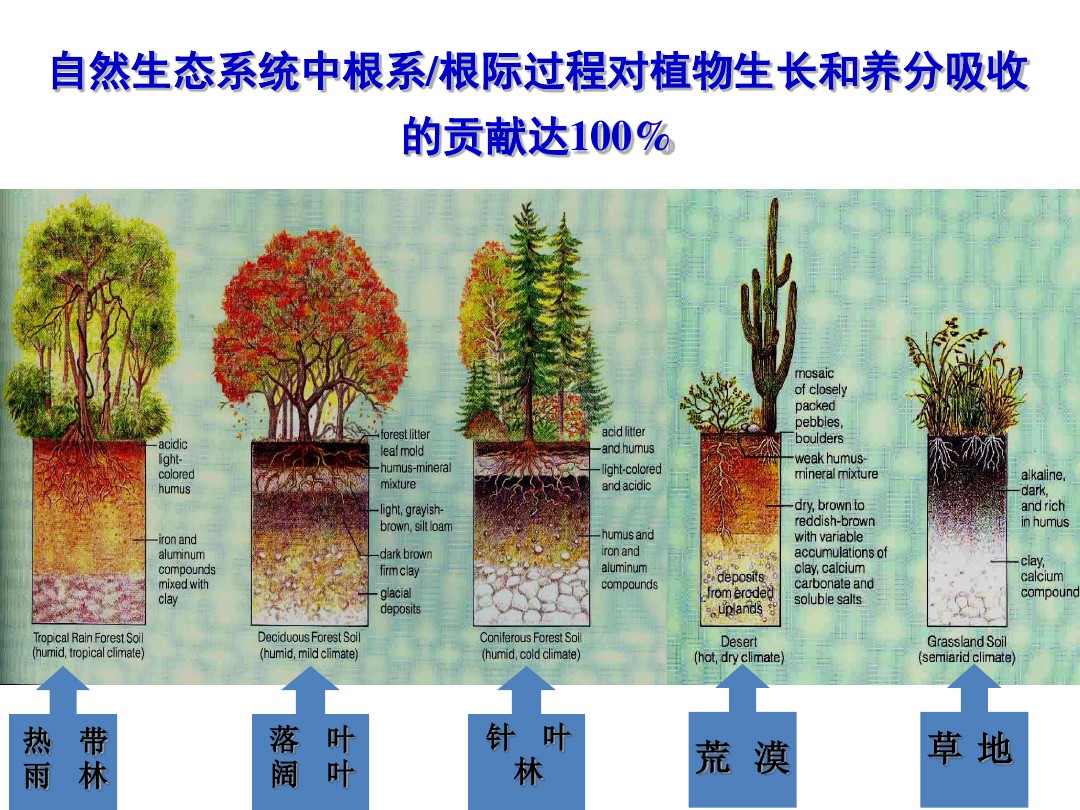 自然生态系统中根系/根际过程对植物生长和养分吸收
的贡献达100%
acidic
light-
colored
humus
iron and
aluminum
compounds
mixed with
clay
Tropical Rain Forest Soil
(humid, tropical climate)
forest litter
leaf mold
humus-mineral
mixture
light, grayish-
brown, silt loam
dark brown
firm clay
glacial
deposits
Deciduous Forest Soil
(humid, mild climate)
acid litter
and humus
light-colored
and acidic
humus and
iron and
aluminum
compounds
Coniferous Forest Soil
(humid, cold climate)
mosaic
of closely
packed
pebbles,
boulders
weak humus-
mineral mixture
dry, brown to
reddish-brown
with variable
accumulations of
clay, calcium
carbonate and
soluble salts
deposits
from eroded
uplands
Desert
(hot, dry climate)
alkaline,
dark,
and rich
in humus
clay,
calcium
compound
Grassland Soil
(semiarid climate)
热 带
雨 林
落 叶
阔 叶
针 叶
林
荒 漠
草 地